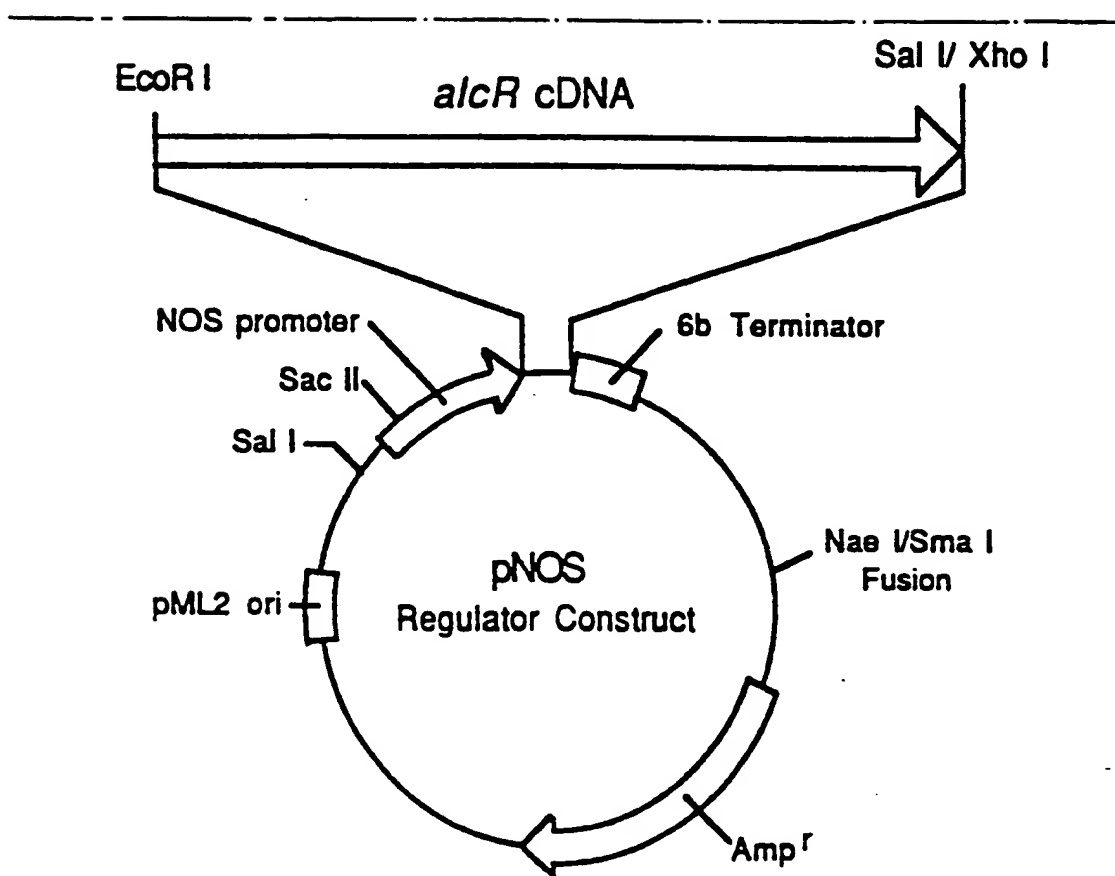 EcoR I
alcR cDNA
Sal I/ Xho I
NOS promoter
6b Terminator
Sac II
Sal I
Nae I/Sma I
Fusion
pNOS
Regulator Construct
pML2 ori
Amp r